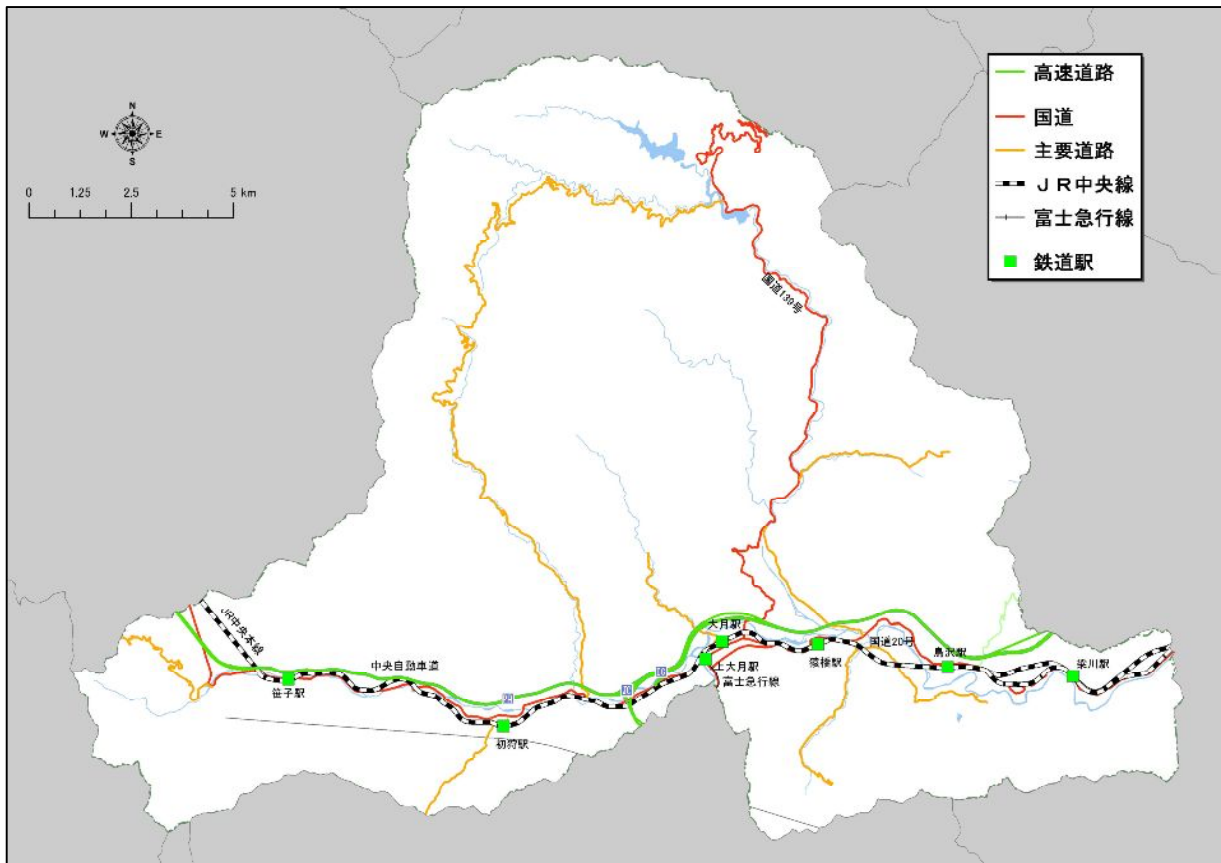 N
W E
S
0 1.25 2.5 5 km
高速道路
国道
主要道路
ＪＲ中央線
富士急行線
鉄道駅
国道139号
JR中央本線
中央自動車道
笹子駅
初狩駅
大月駅
上大月駅
富士急行線
猿橋駅
国道20号
鳥沢駅
梁川駅